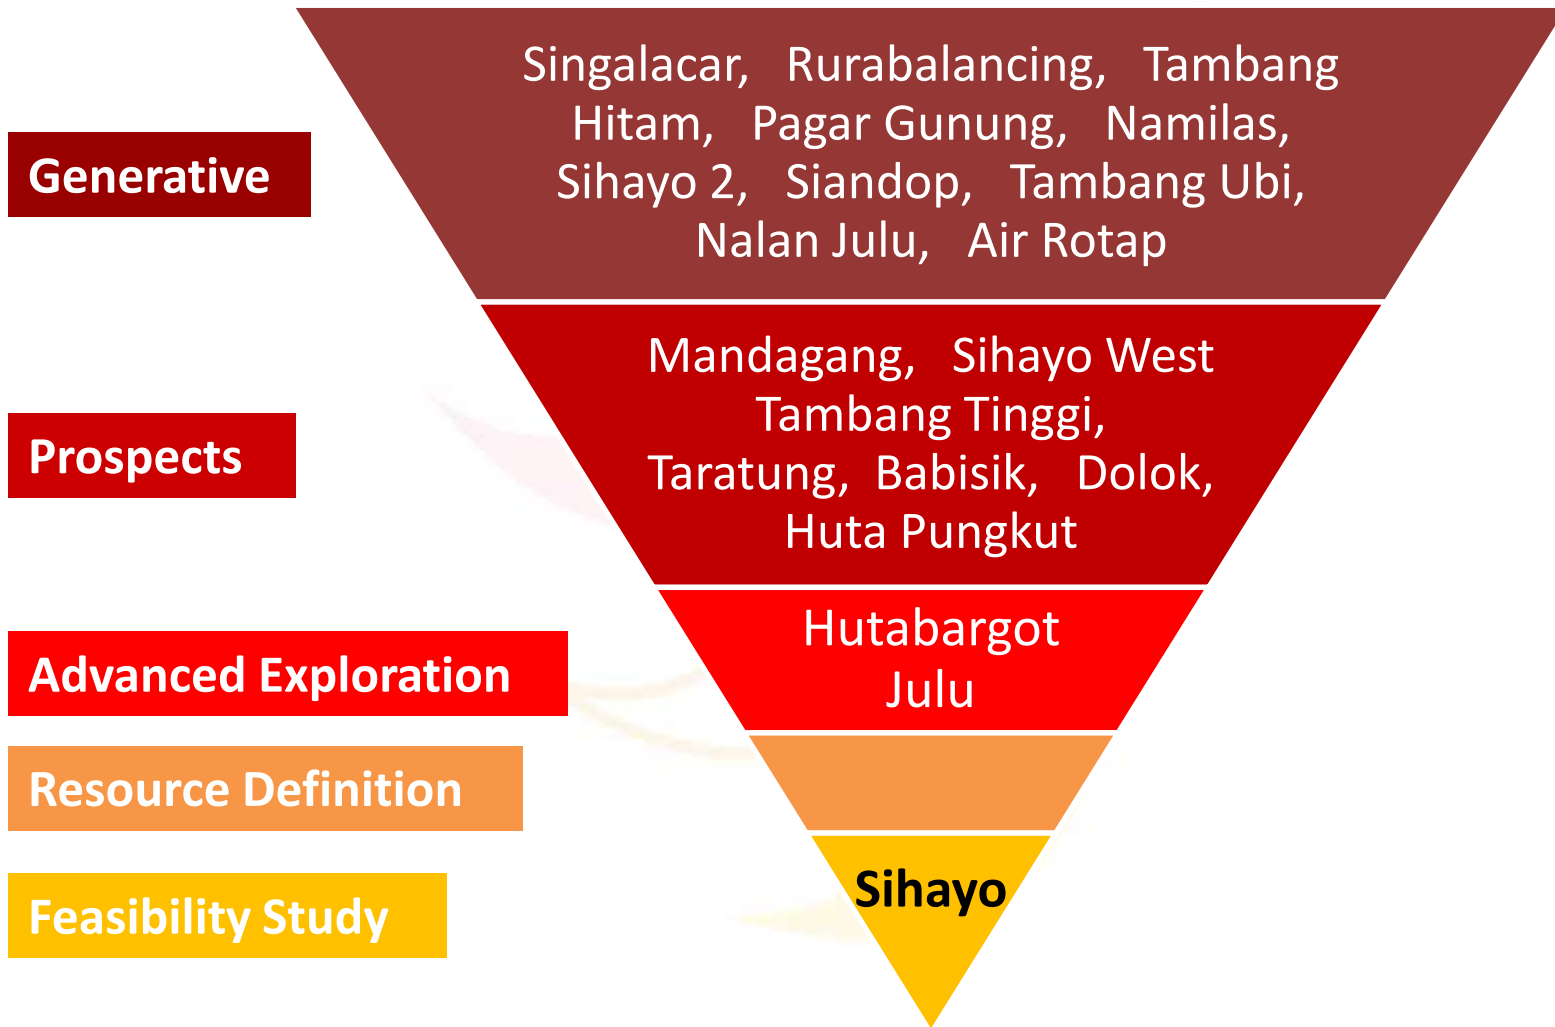 Generative
Singalacar, Rurabalancing, Tambang
Hitam, Pagar Gunung, Namilas,
Sihayo 2, Siandop, Tambang Ubi,
Nalan Julu, Air Rotap
Prospects
Mandagang, Sihayo West
Tambang Tinggi,
Taratung, Babisik, Dolok,
Huta Pungkut
Advanced Exploration
Hutabargot
Julu
Resource Definition
Feasibility Study
Sihayo